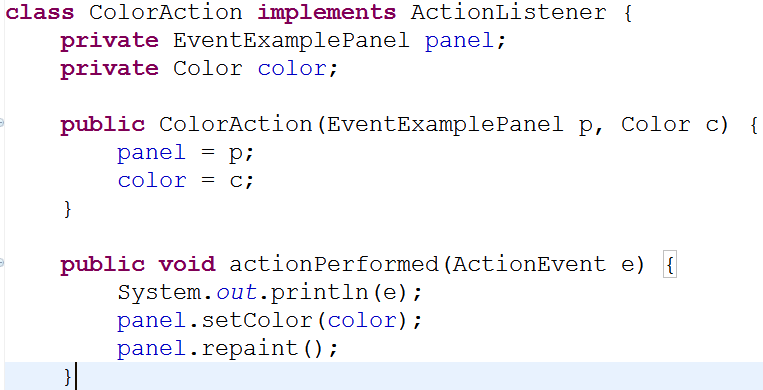 class ColorAction implements ActionListener {
    private EventExamplePanel panel;
    private Color color;
    public ColorAction(EventExamplePanel p, Color c) {
        panel = p;
        color = c;
    }
    public void actionPerformed(ActionEvent e) {
        System.out.println(e);
        panel.setColor(color);
        panel.repaint();
    }